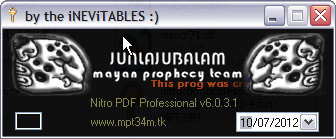 by the iNEViTABLES :)
JUNLAJUBALAM
mayan prophecy team
This prog was cr
Nitro PDF Professional v6.0.3.1
www.mpt34m.tk
10/07/2012